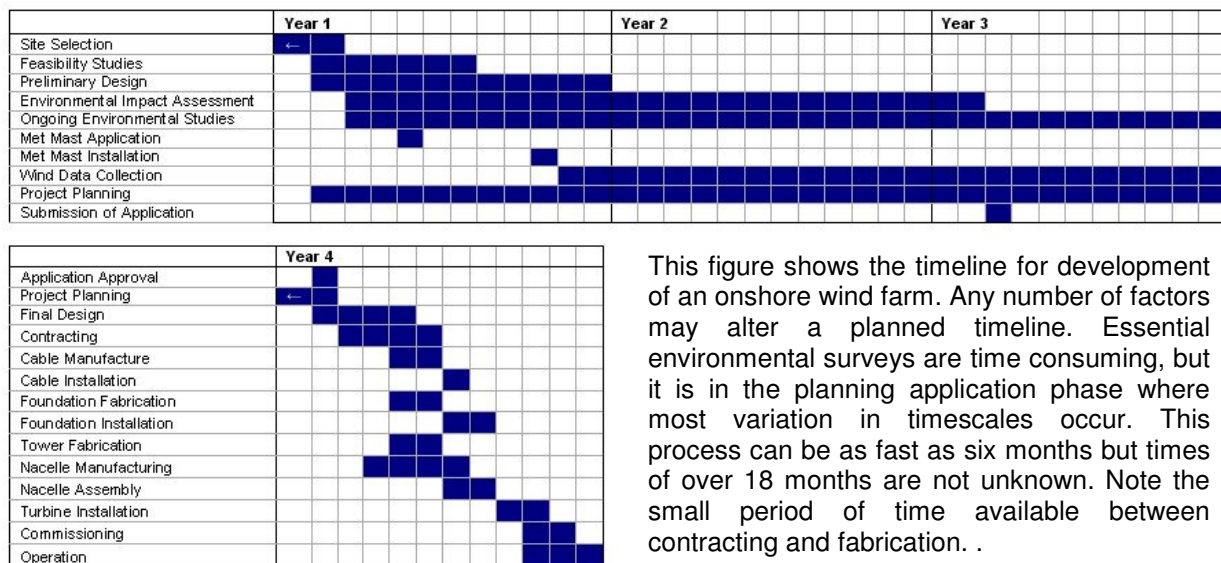 Year 1 Year 2 Year 3
Site Selection ←
Feasibility Studies
Preliminary Design
Environmental Impact Assessment
Ongoing Environmental Studies
Met Mast Application
Met Mast Installation
Wind Data Collection
Project Planning
Submission of Application
Year 4
Application Approval
Project Planning ←
Final Design
Contracting
Cable Manufacture
Cable Installation
Foundation Fabrication
Foundation Installation
Tower Fabrication
Nacelle Manufacturing
Nacelle Assembly
Turbine Installation
Commissioning
Operation
This figure shows the timeline for development
of an onshore wind farm. Any number of factors
may alter a planned timeline. Essential
environmental surveys are time consuming, but
it is in the planning application phase where
most variation in timescales occur. This
process can be as fast as six months but times
of over 18 months are not unknown. Note the
small period of time available between
contracting and fabrication. .